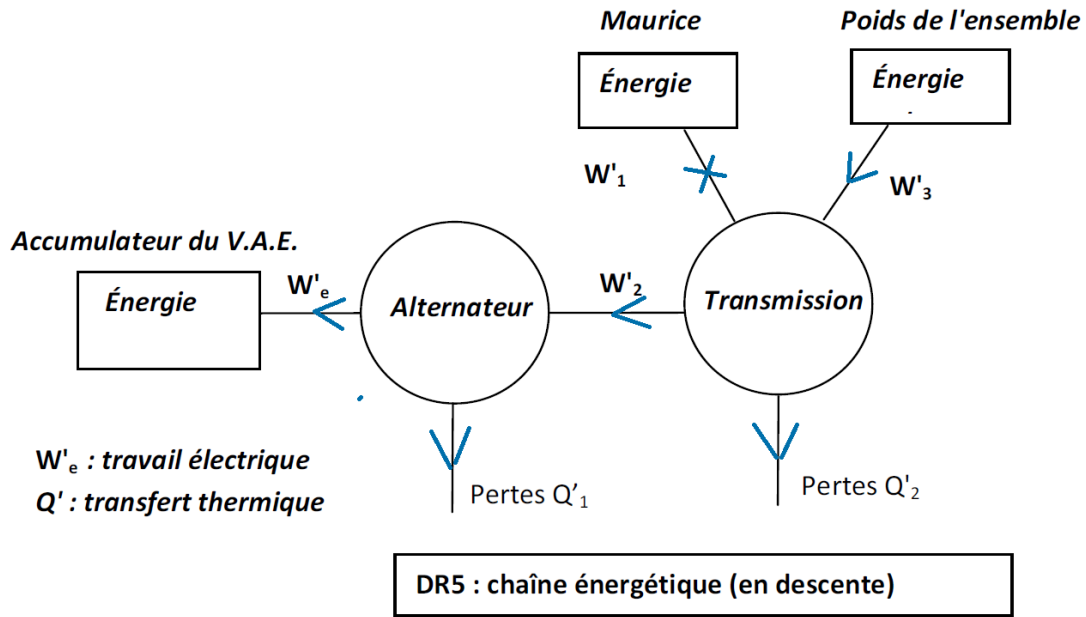 Maurice
Poids de l'ensemble
Énergie
Énergie
W'₁
W'₃
Accumulateur du V.A.E.
Énergie
W'ₑ
Alternateur
W'₂
Transmission
W'ₑ : travail électrique
Q' : transfert thermique
Pertes Q’₁
Pertes Q'₂
DR5 : chaîne énergétique (en descente)